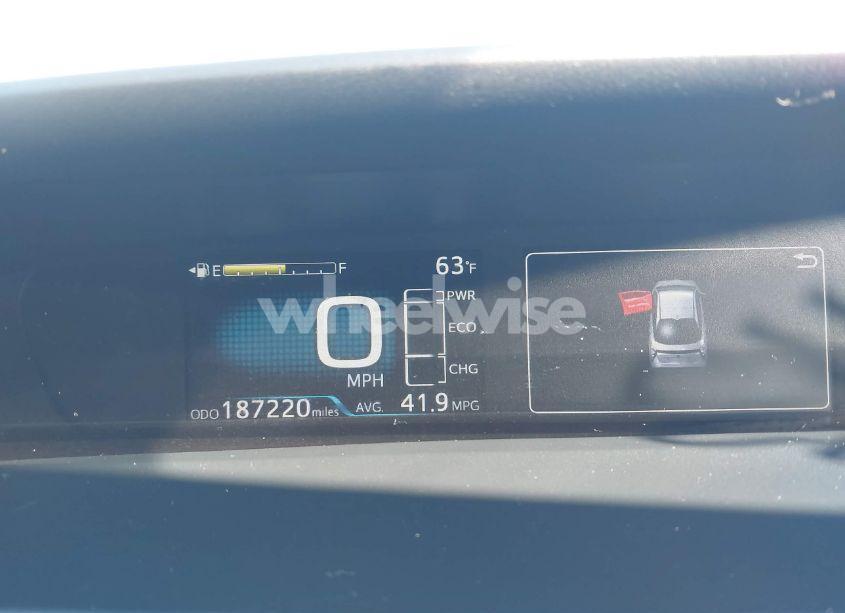 E F 63°F
wheelwise
PWR
0 ECO
MPH CHG
ODO 187220 miles AVG. 41.9 MPG